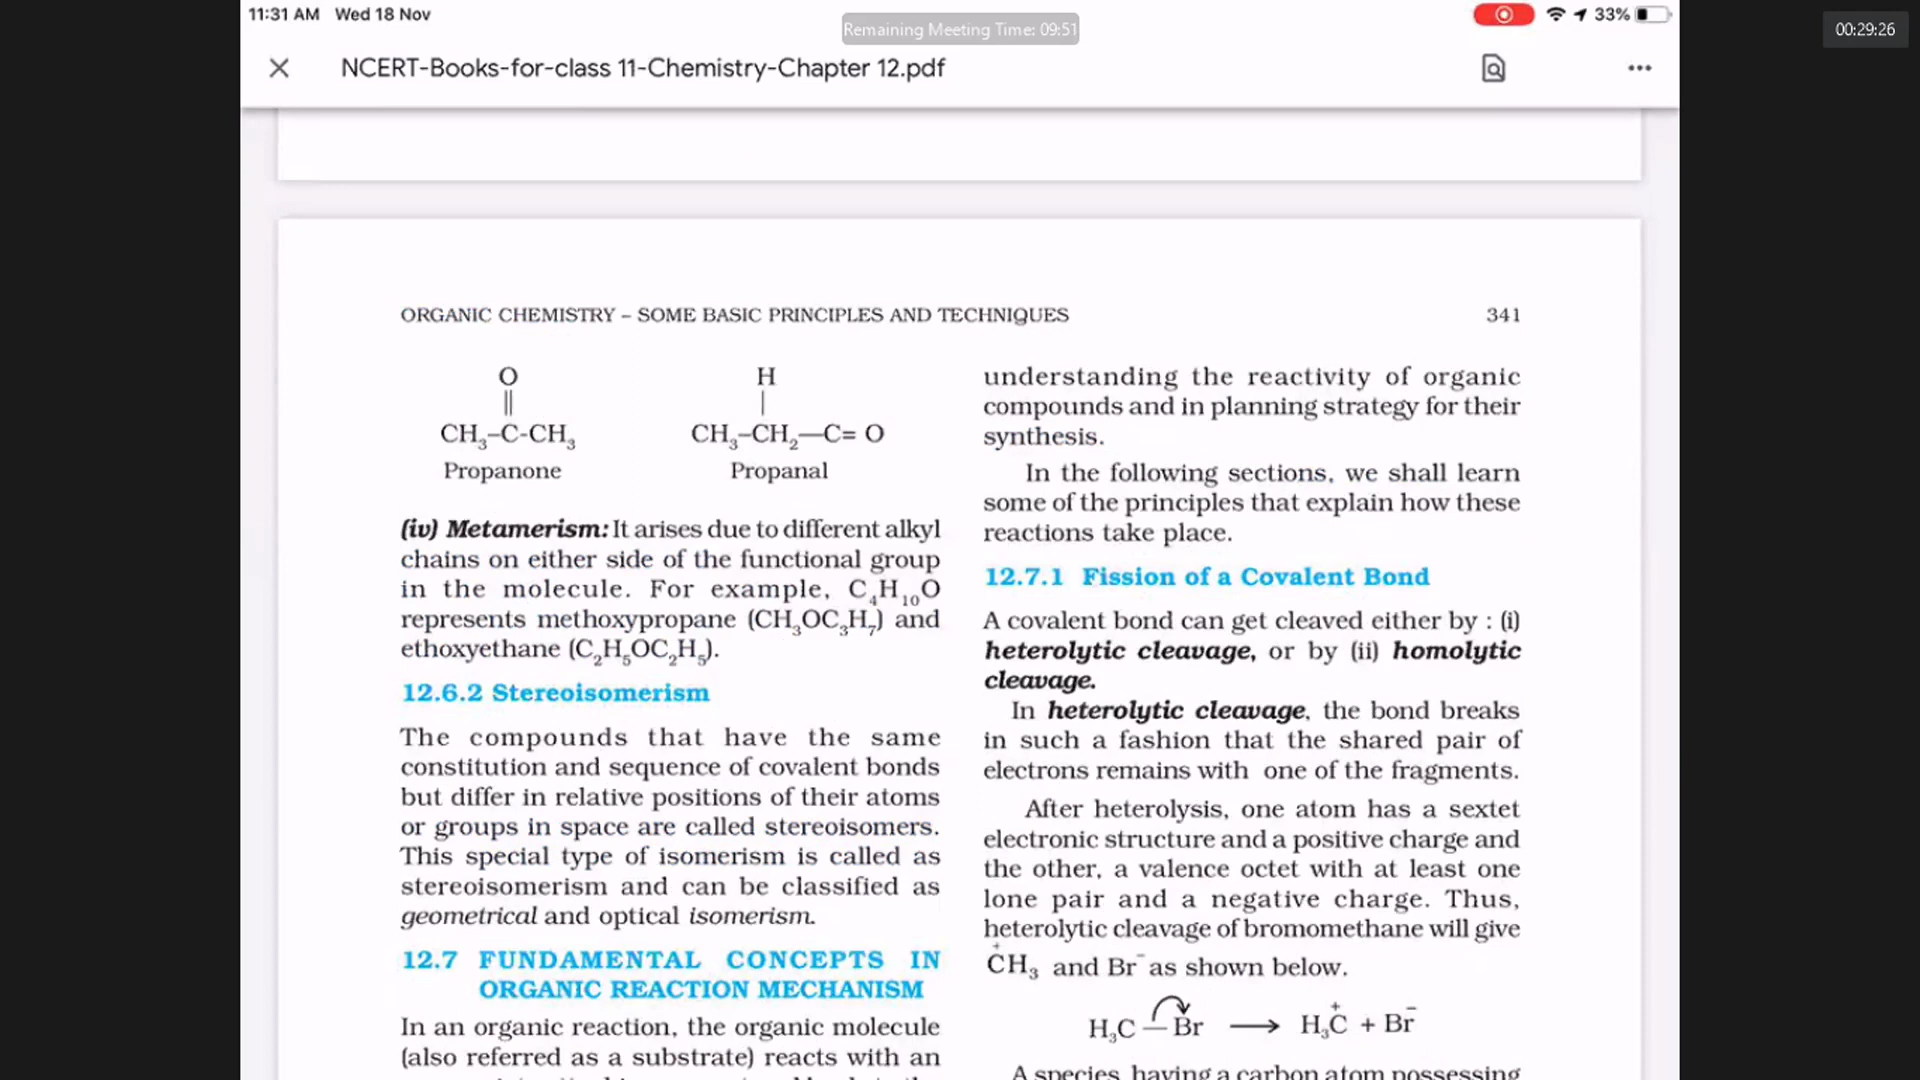 11:31 AM Wed 18 Nov
Remaining Meeting Time: 09:51
33%
00:29:26
NCERT-Books-for-class 11-Chemistry-Chapter 12.pdf
ORGANIC CHEMISTRY – SOME BASIC PRINCIPLES AND TECHNIQUES 341
O
||
CH₃–C-CH₃
Propanone
H
|
CH₃–CH₂—C= O
Propanal
(iv) Metamerism: It arises due to different alkyl
chains on either side of the functional group
in the molecule. For example, C₄H₁₀O
represents methoxypropane (CH₃OC₃H₇) and
ethoxyethane (C₂H₅OC₂H₅).
12.6.2 Stereoisomerism
The compounds that have the same
constitution and sequence of covalent bonds
but differ in relative positions of their atoms
or groups in space are called stereoisomers.
This special type of isomerism is called as
stereoisomerism and can be classified as
geometrical and optical isomerism.
12.7 FUNDAMENTAL CONCEPTS IN
ORGANIC REACTION MECHANISM
In an organic reaction, the organic molecule
(also referred as a substrate) reacts with an
understanding the reactivity of organic
compounds and in planning strategy for their
synthesis.
In the following sections, we shall learn
some of the principles that explain how these
reactions take place.
12.7.1 Fission of a Covalent Bond
A covalent bond can get cleaved either by : (i)
heterolytic cleavage, or by (ii) homolytic
cleavage.
In heterolytic cleavage, the bond breaks
in such a fashion that the shared pair of
electrons remains with one of the fragments.
After heterolysis, one atom has a sextet
electronic structure and a positive charge and
the other, a valence octet with at least one
lone pair and a negative charge. Thus,
heterolytic cleavage of bromomethane will give
C⁺H₃ and Br⁻ as shown below.
H₃C — Br ⟶ H₃C⁺ + Br⁻
A species, having a carbon atom possessing